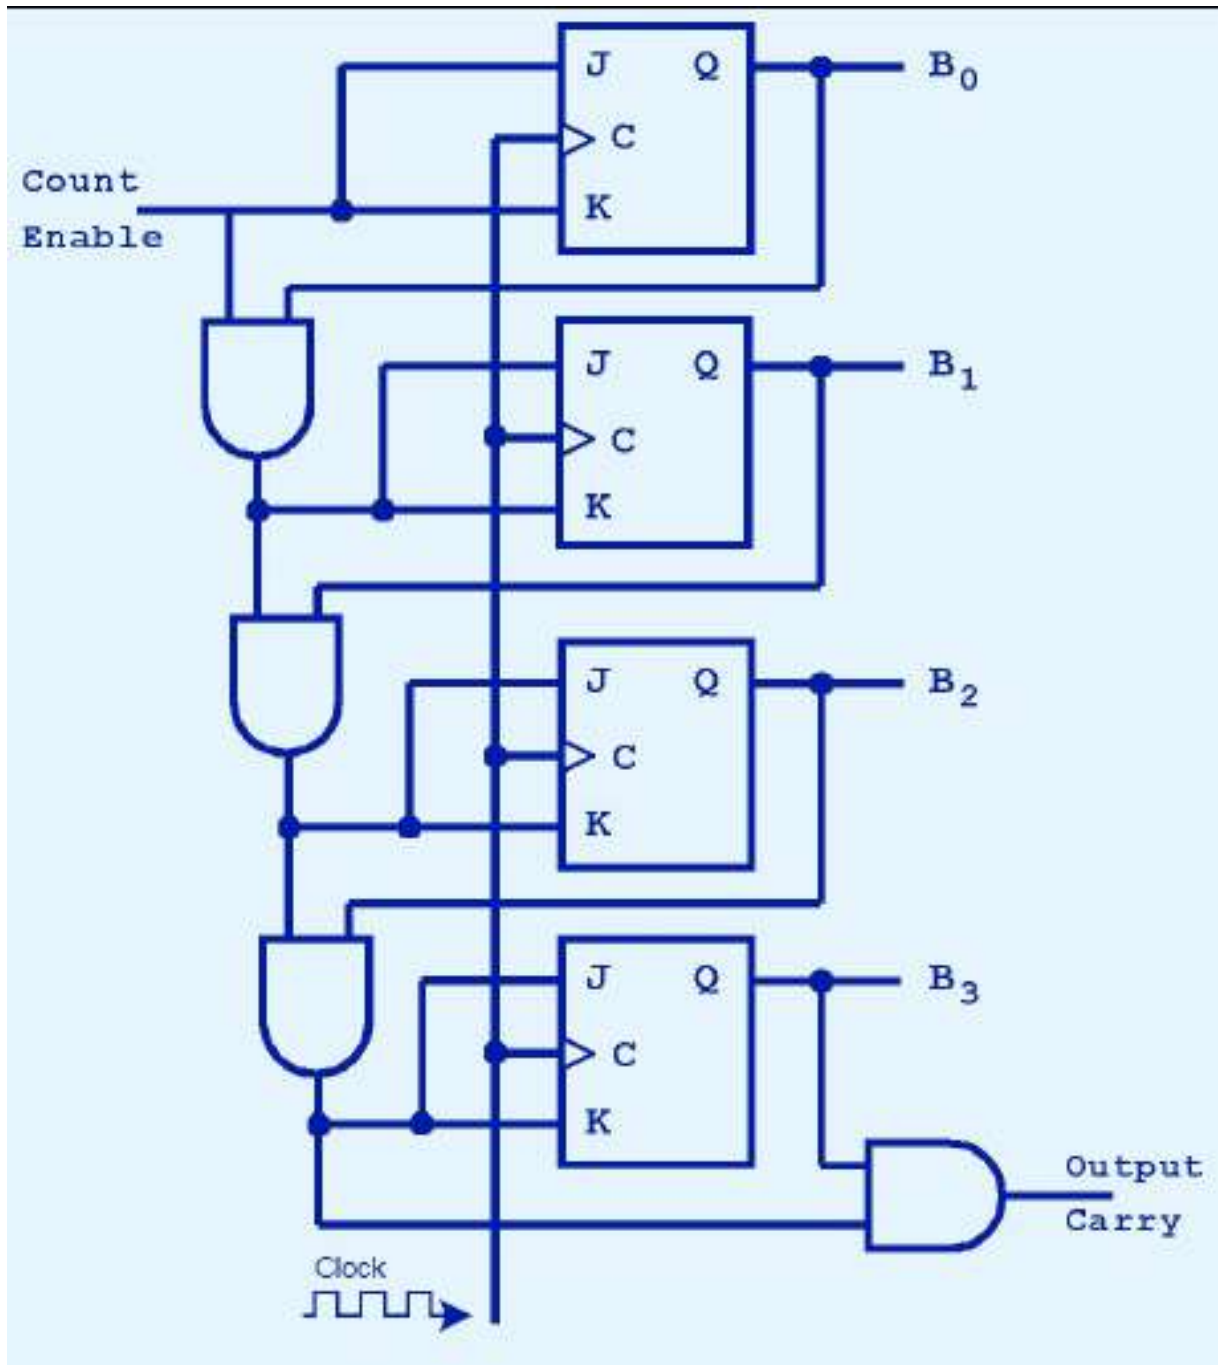 J Q B0
C
Count
Enable
K
J Q B1
C
K
J Q B2
C
K
J Q B3
C
K
Output
Carry
Clock